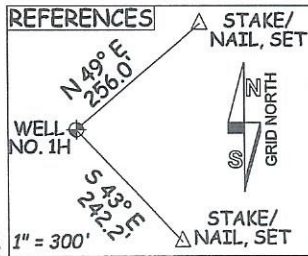 REFERENCES
STAKE/
NAIL, SET
N 49° E
256.0'
WELL
NO. 1H
N
S
GRID NORTH
S 43° E
242.2'
STAKE/
NAIL, SET
1" = 300'